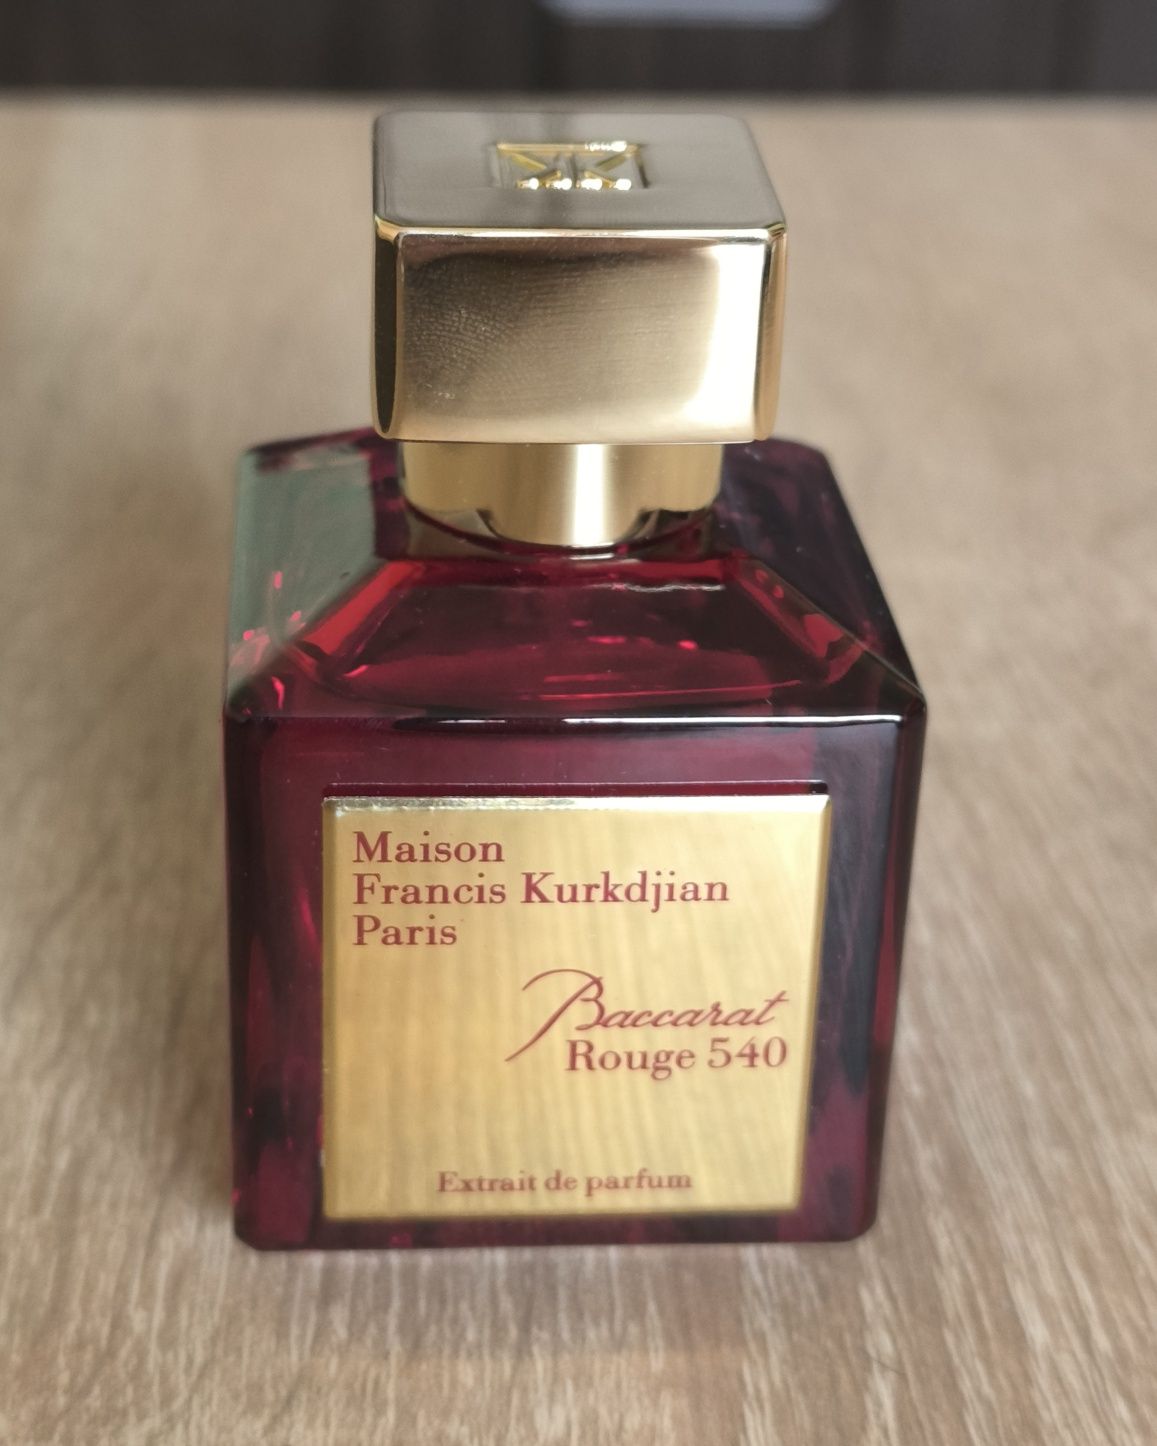 Maison
Francis Kurkdjian
Paris
Baccarat
Rouge 540
Extrait de parfum